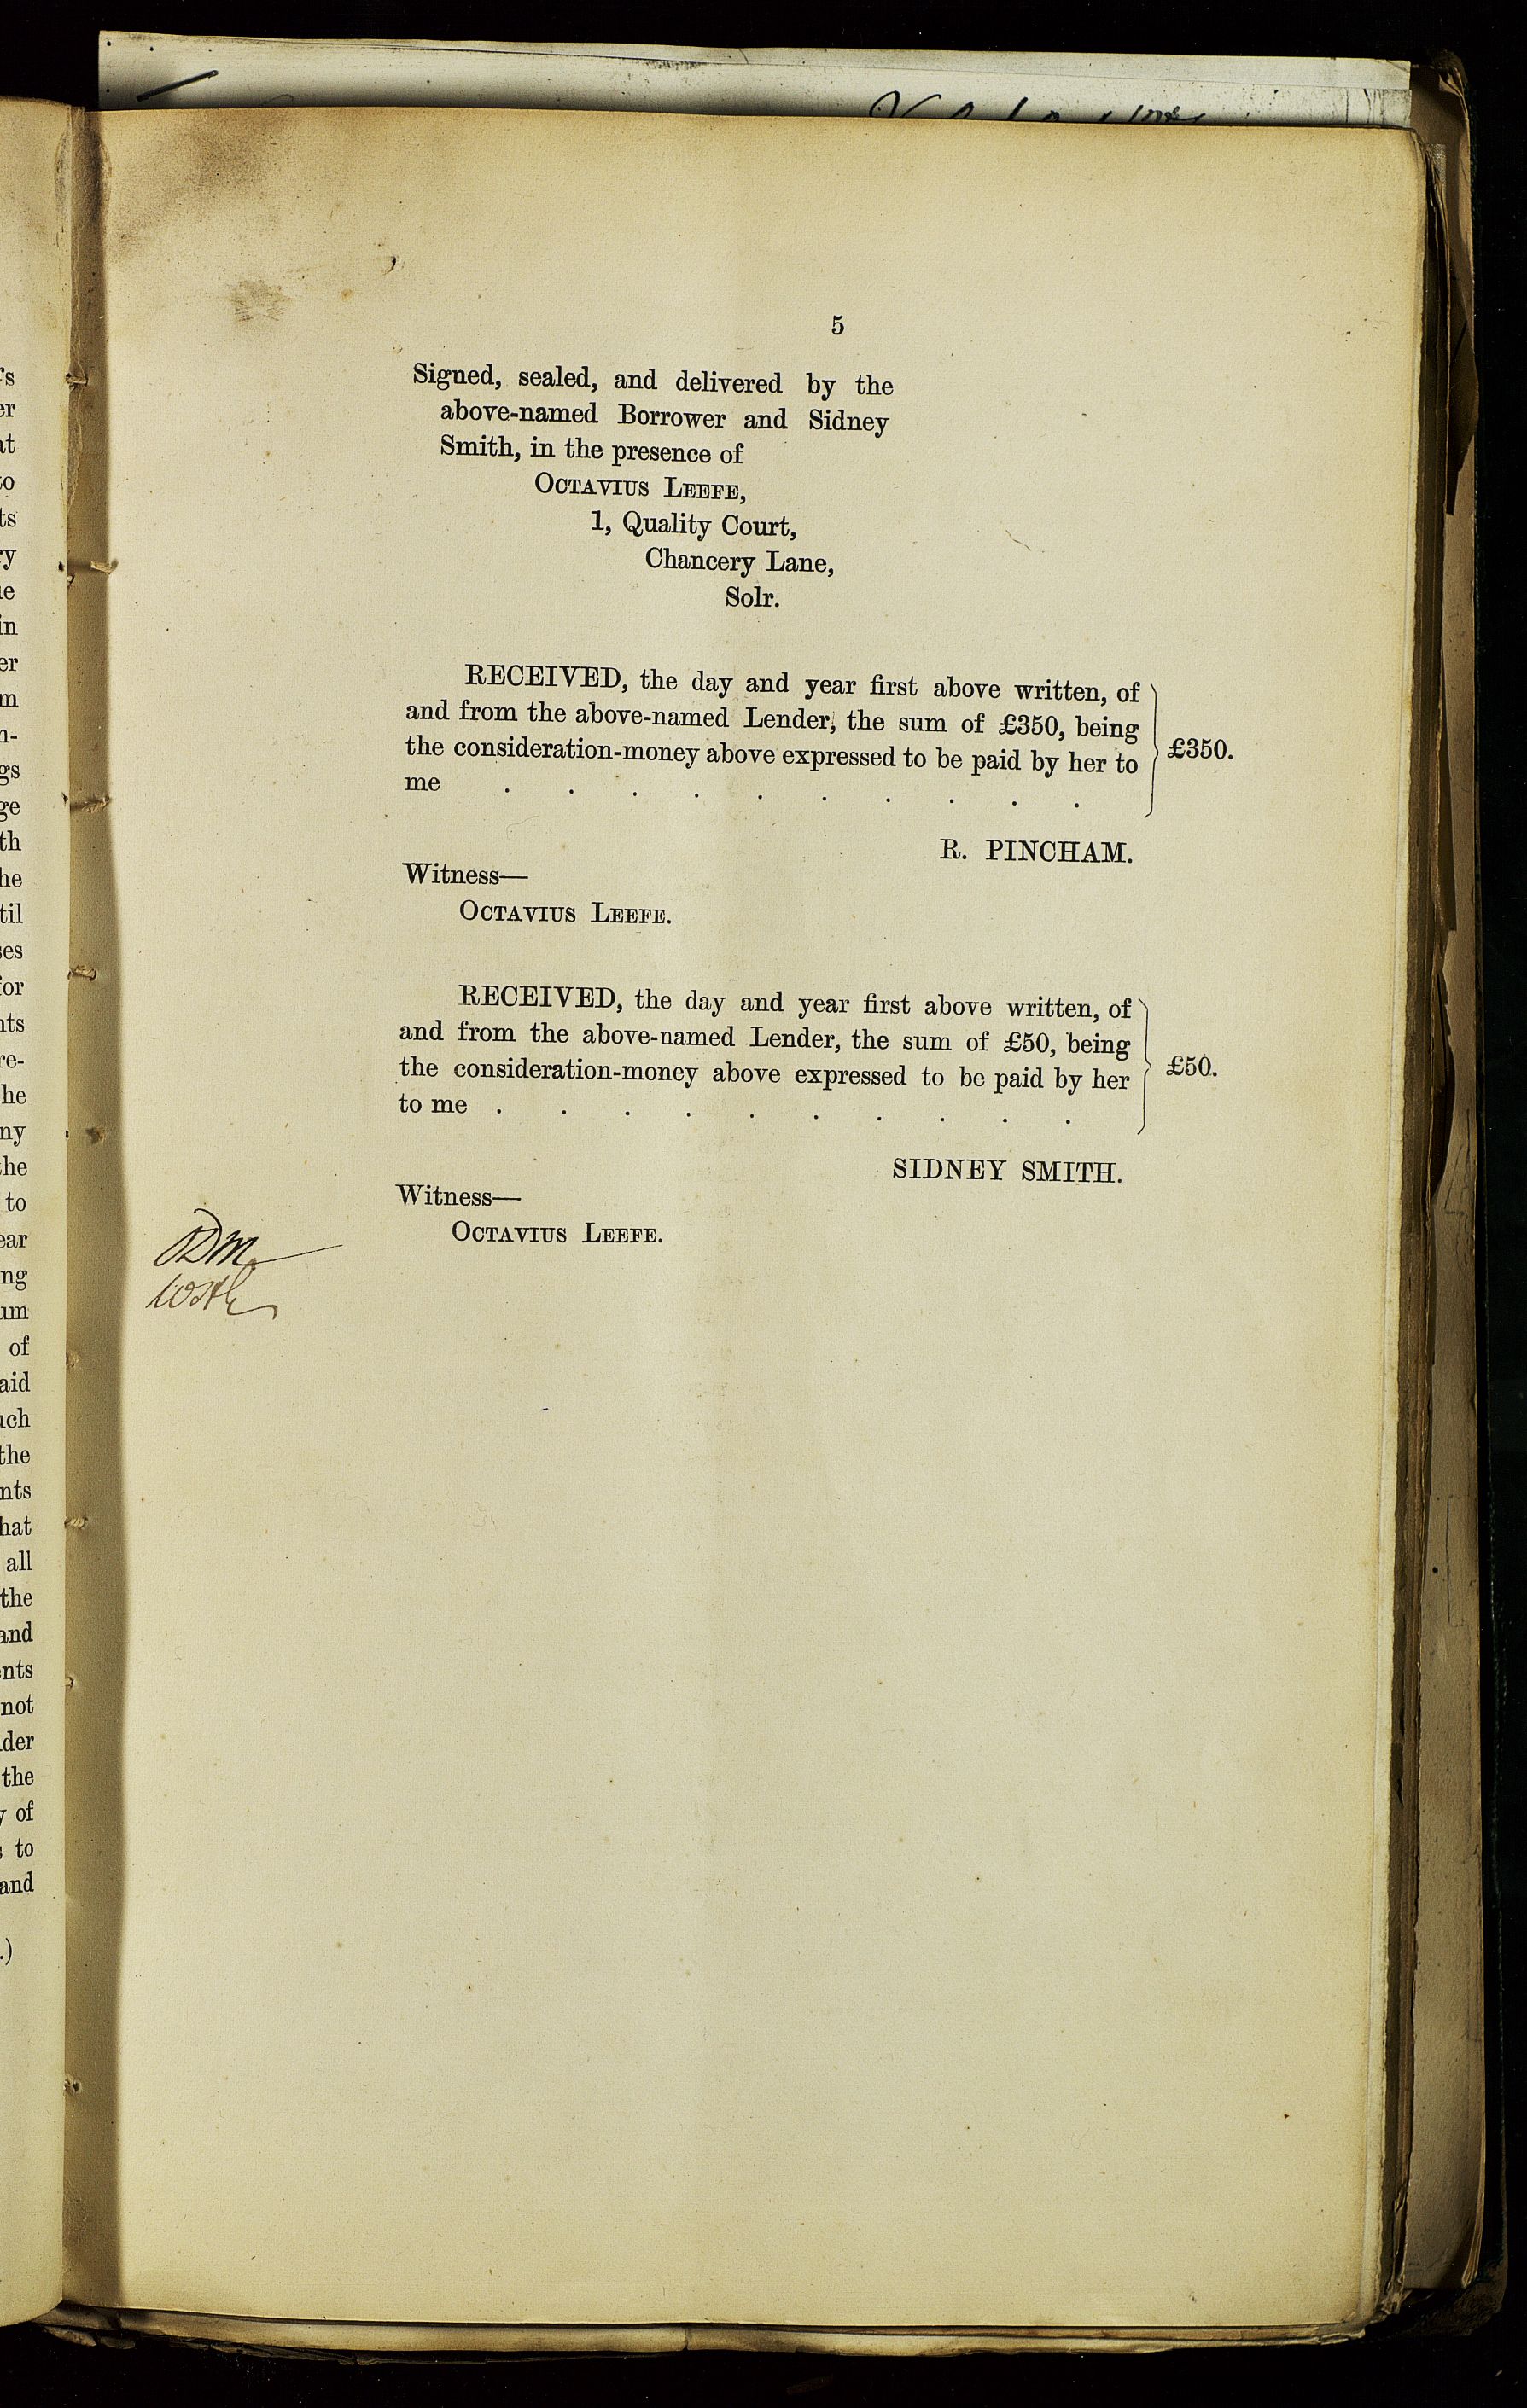 5
Signed, sealed, and delivered by the
above-named Borrower and Sidney
Smith, in the presence of
OCTAVIUS LEEFE,
1, Quality Court,
Chancery Lane,
Solr.
RECEIVED, the day and year first above written, of
and from the above-named Lender, the sum of £350, being
the consideration-money above expressed to be paid by her to
me . . . . . . . . . .
£350.
R. PINCHAM.
Witness—
OCTAVIUS LEEFE.
RECEIVED, the day and year first above written, of
and from the above-named Lender, the sum of £50, being
the consideration-money above expressed to be paid by her
to me . . . . . . . . . .
£50.
SIDNEY SMITH.
Witness—
OCTAVIUS LEEFE.